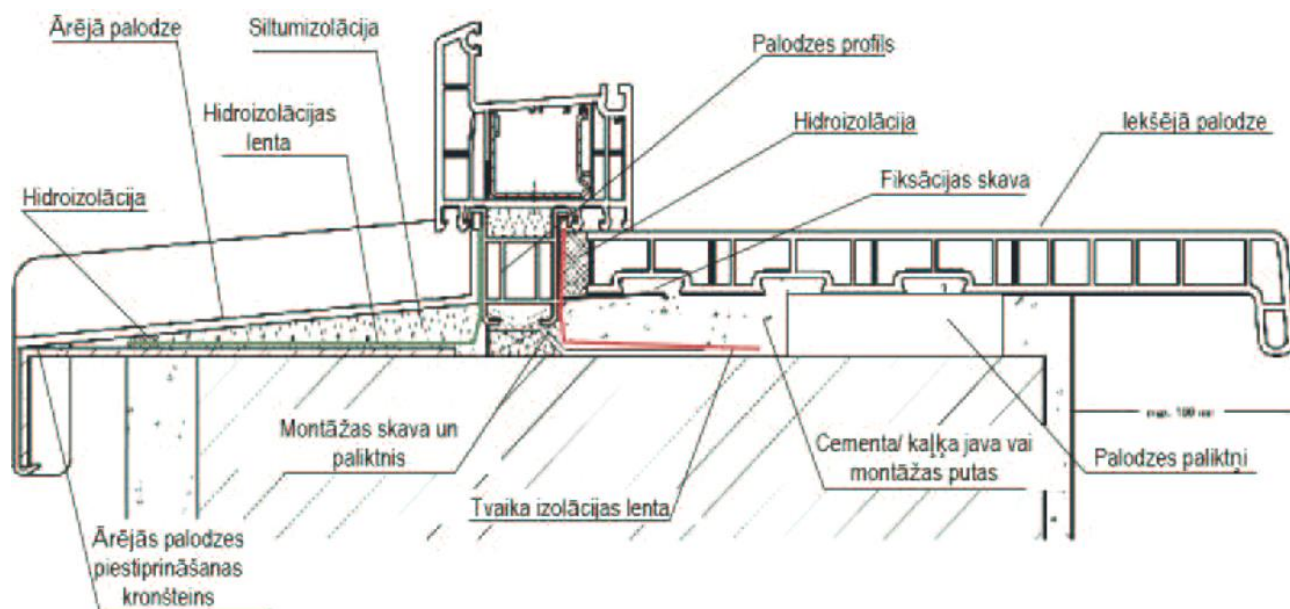 Ārējā palodze
Siltumizolācija
Palodzes profils
Hidroizolācijas
lenta
Hidroizolācija
Iekšējā palodze
Fiksācijas skava
Hidroizolācija
Montāžas skava un
paliktnis
Cementa/ kaļķa java vai
montāžas putas
Palodzes paliktņi
Tvaika izolācijas lenta
Ārējās palodzes
piestiprināšanas
kronšteins